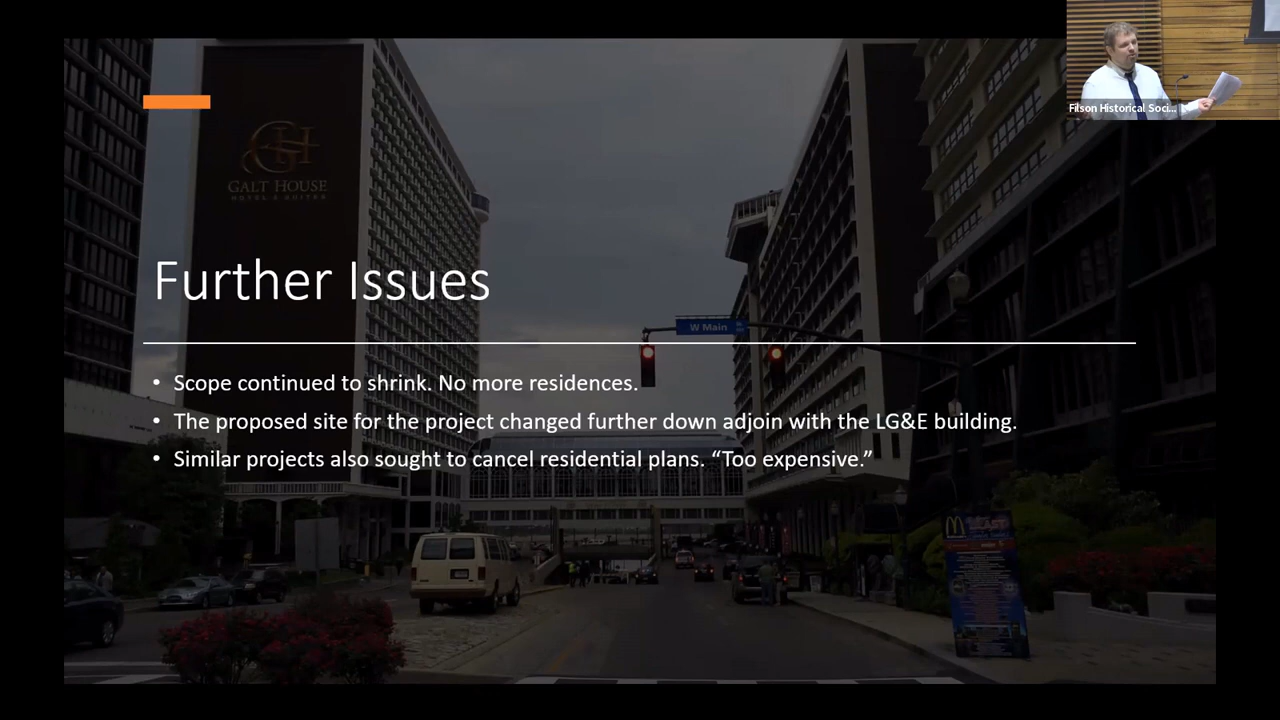 Filson Historical Soci...
GH
GALT HOUSE
HOTEL & SUITES
Further Issues
W Main
• Scope continued to shrink. No more residences.
• The proposed site for the project changed further down adjoin with the LG&E building.
• Similar projects also sought to cancel residential plans. “Too expensive.”